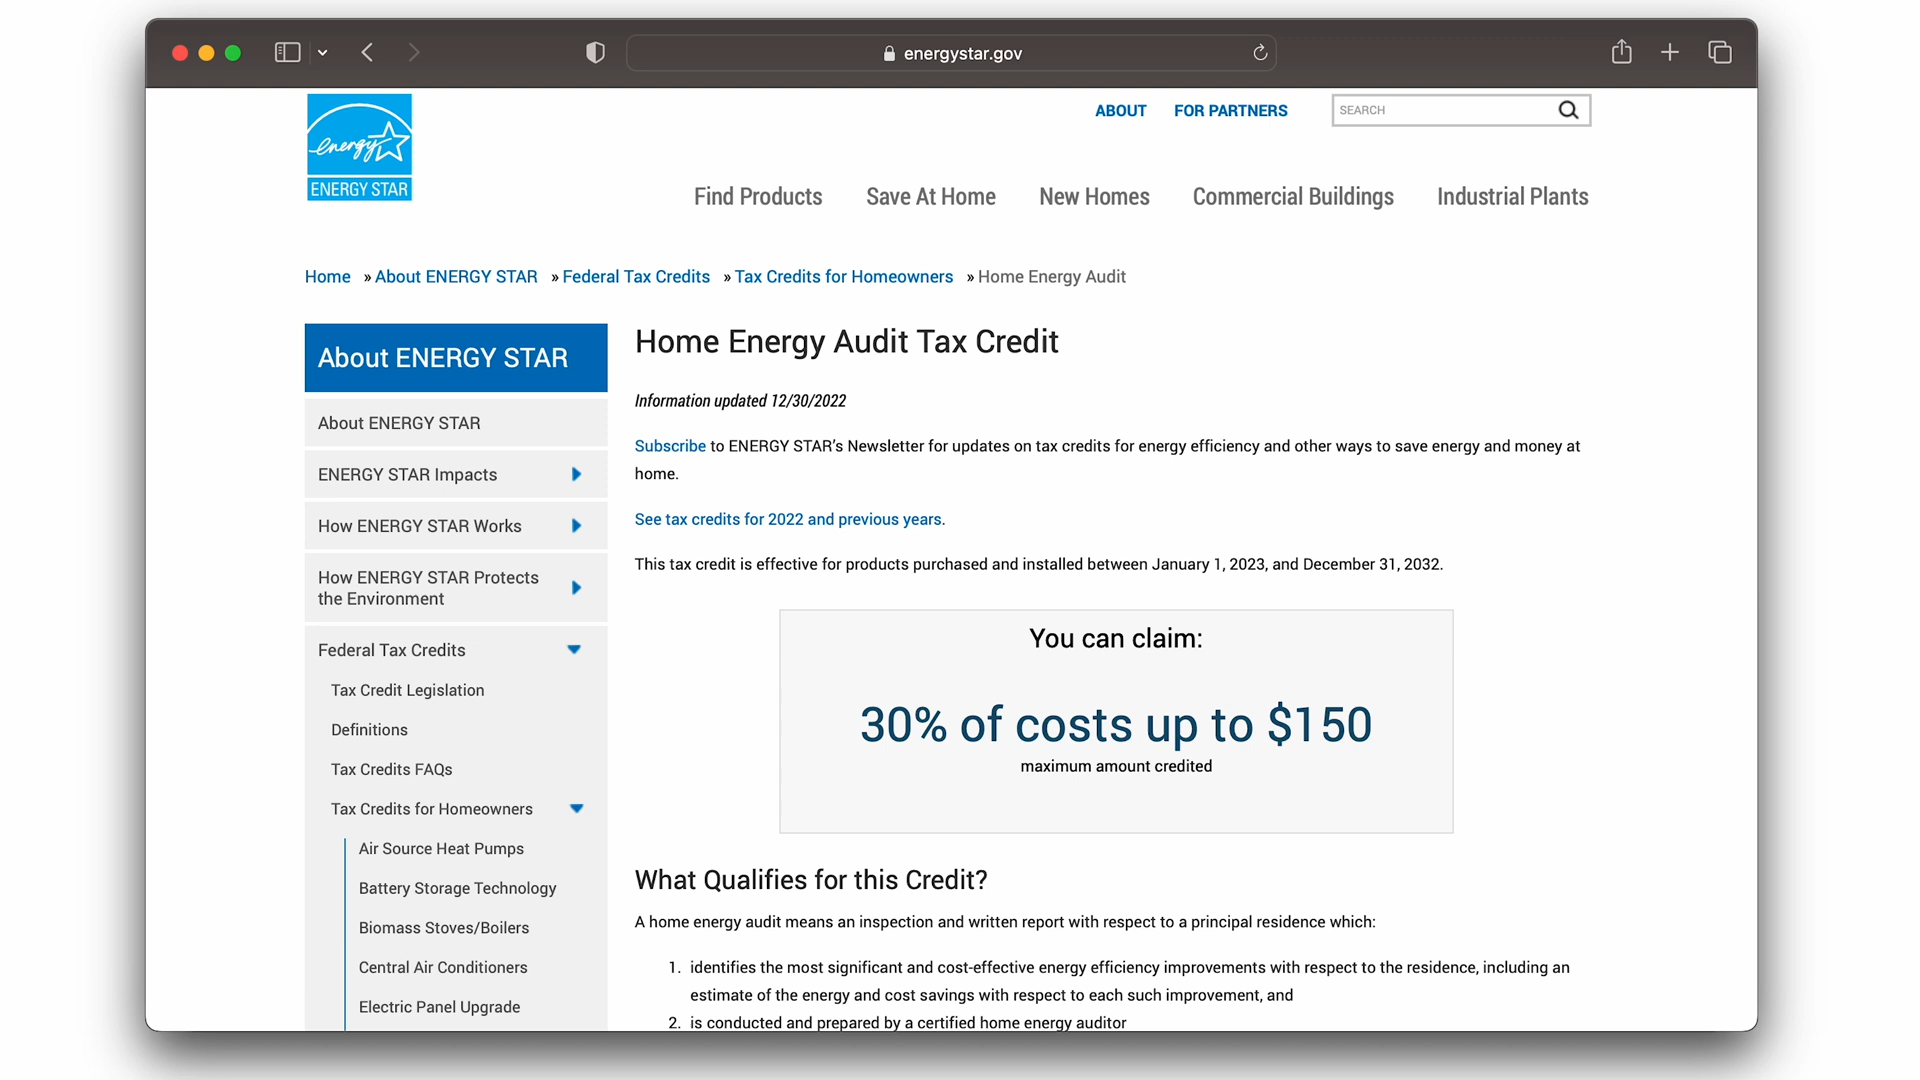 energystar.gov
energy
ENERGY STAR
ABOUT
FOR PARTNERS
SEARCH
Find Products
Save At Home
New Homes
Commercial Buildings
Industrial Plants
Home » About ENERGY STAR » Federal Tax Credits » Tax Credits for Homeowners » Home Energy Audit
About ENERGY STAR
About ENERGY STAR
ENERGY STAR Impacts
How ENERGY STAR Works
How ENERGY STAR Protects
the Environment
Federal Tax Credits
Tax Credit Legislation
Definitions
Tax Credits FAQs
Tax Credits for Homeowners
Air Source Heat Pumps
Battery Storage Technology
Biomass Stoves/Boilers
Central Air Conditioners
Electric Panel Upgrade
Home Energy Audit Tax Credit
Information updated 12/30/2022
Subscribe to ENERGY STAR's Newsletter for updates on tax credits for energy efficiency and other ways to save energy and money at
home.
See tax credits for 2022 and previous years.
This tax credit is effective for products purchased and installed between January 1, 2023, and December 31, 2032.
You can claim:
30% of costs up to $150
maximum amount credited
What Qualifies for this Credit?
A home energy audit means an inspection and written report with respect to a principal residence which:
1. identifies the most significant and cost-effective energy efficiency improvements with respect to the residence, including an
estimate of the energy and cost savings with respect to each such improvement, and
2. is conducted and prepared by a certified home energy auditor